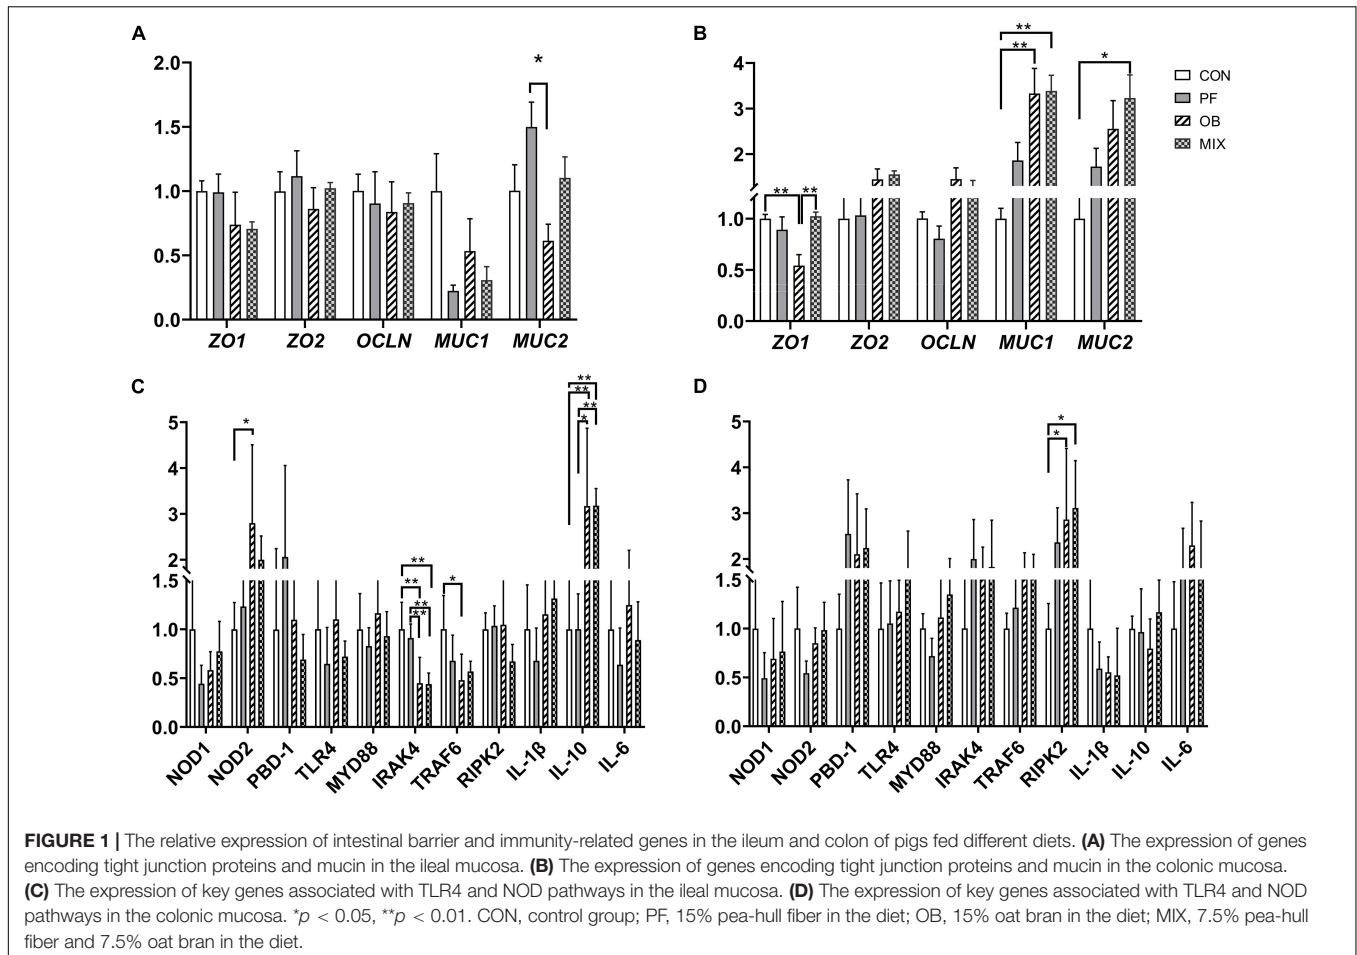 A
2.0
1.5
1.0
0.5
0.0
*
ZO1 ZO2 OCLN MUC1 MUC2
B
4
3
2
1.0
0.5
0.0
** ** ** ** *
ZO1 ZO2 OCLN MUC1 MUC2
CON
PF
OB
MIX
C
5
4
3
2
1.5
1.0
0.5
0.0
* ** ** ** ** * ** ** ** *
NOD1 NOD2 PBD-1 TLR4 MYD88 IRAK4 TRAF6 RIPK2 IL-1β IL-10 IL-6
D
5
4
3
2
1.5
1.0
0.5
0.0
* *
NOD1 NOD2 PBD-1 TLR4 MYD88 IRAK4 TRAF6 RIPK2 IL-1β IL-10 IL-6
FIGURE 1 | The relative expression of intestinal barrier and immunity-related genes in the ileum and colon of pigs fed different diets. (A) The expression of genes
encoding tight junction proteins and mucin in the ileal mucosa. (B) The expression of genes encoding tight junction proteins and mucin in the colonic mucosa.
(C) The expression of key genes associated with TLR4 and NOD pathways in the ileal mucosa. (D) The expression of key genes associated with TLR4 and NOD
pathways in the colonic mucosa. *p < 0.05, **p < 0.01. CON, control group; PF, 15% pea-hull fiber in the diet; OB, 15% oat bran in the diet; MIX, 7.5% pea-hull
fiber and 7.5% oat bran in the diet.